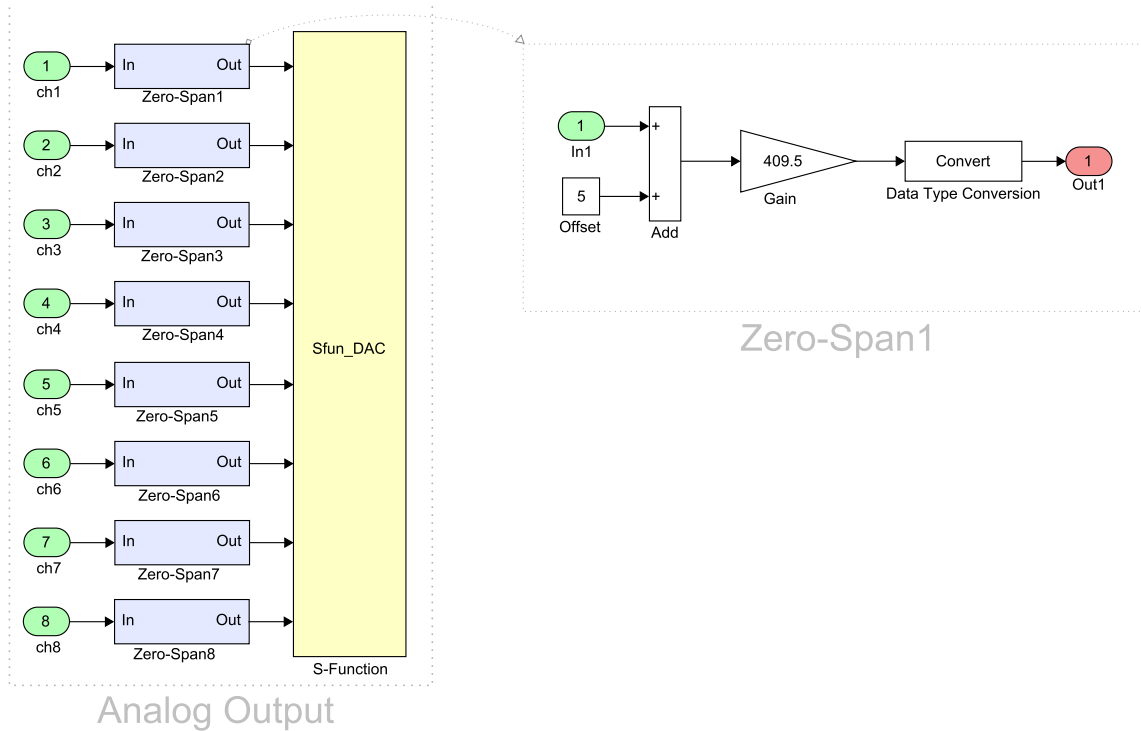 1
In
Out
ch1
Zero-Span1
2
In
Out
ch2
Zero-Span2
3
In
Out
ch3
Zero-Span3
4
In
Out
ch4
Zero-Span4
5
In
Out
ch5
Zero-Span5
6
In
Out
ch6
Zero-Span6
7
In
Out
ch7
Zero-Span7
8
In
Out
ch8
Zero-Span8
Sfun_DAC
S-Function
Analog Output
1
In1
5
Offset
+
+
Add
409.5
Gain
Convert
Data Type Conversion
1
Out1
Zero-Span1